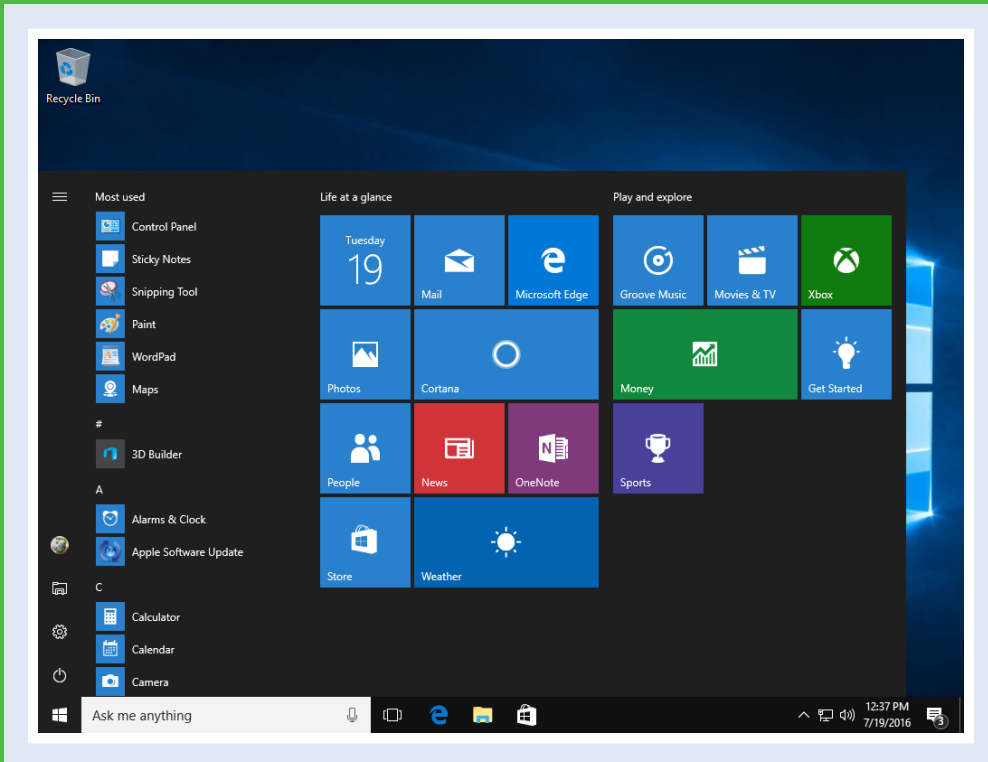 Recycle Bin
Most used
Control Panel
Sticky Notes
Snipping Tool
Paint
WordPad
Maps
#
3D Builder
A
Alarms & Clock
Apple Software Update
C
Calculator
Calendar
Camera
Life at a glance
Tuesday
19
Mail
Microsoft Edge
Photos
Cortana
People
News
N
OneNote
Store
Weather
Play and explore
Groove Music
Movies & TV
Xbox
Money
Get Started
Sports
Ask me anything
12:37 PM
7/19/2016
3